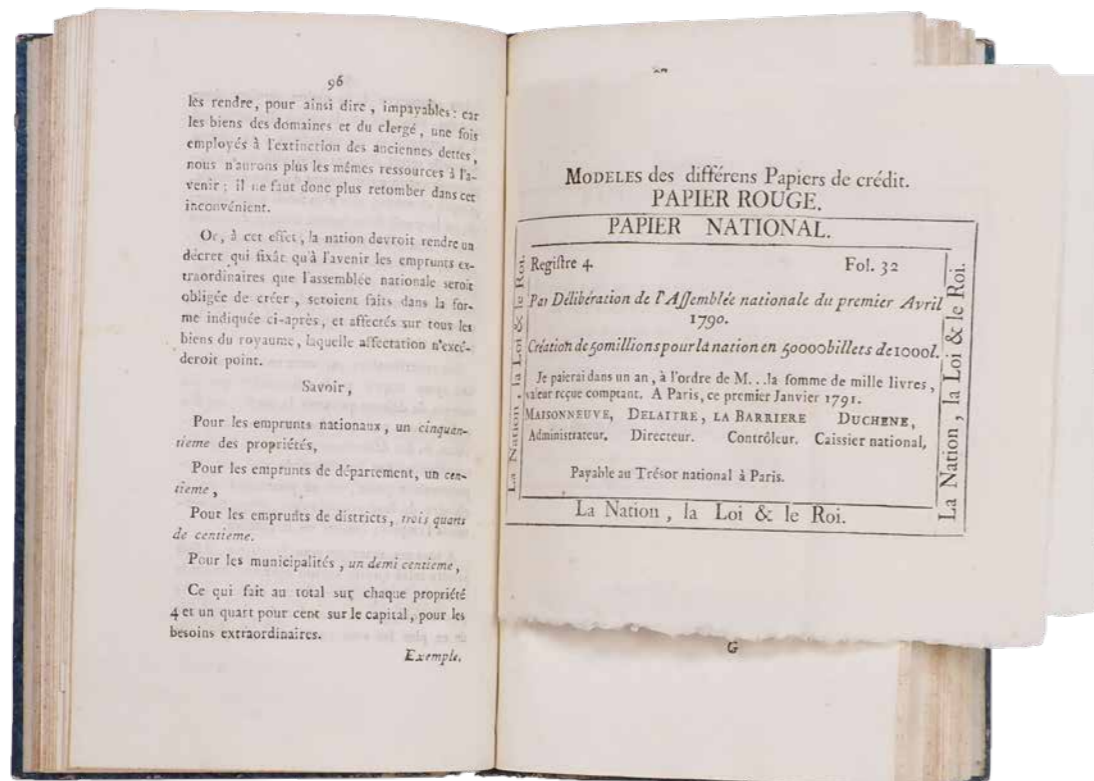 96
les rendre, pour ainsi dire, impayables: car
les biens des domaines et du clergé, une fois
employés à l'extinction des anciennes dettes,
nous n'aurons plus les mêmes ressources à l'a-
venir; il ne faut donc plus retomber dans cet
inconvénient.
Or, à cet effet, la nation devroit rendre un
décret qui fixât qu'à l'avenir les emprunts ex-
traordinaires que l'assemblée nationale seroit
obligée de créer, seroient faits dans la for-
me indiquée ci-après, et affectés sur tous les
biens du royaume, laquelle affectation n'excé-
deroit point.
Savoir,
Pour les emprunts nationaux, un cinquan-
tieme des propriétés,
Pour les emprunts de département, un cen-
tieme,
Pour les emprunts de districts, trois quarts
de centieme.
Pour les municipalités, un demi centieme,
Ce qui fait au total sur chaque propriété
4 et un quart pour cent sur le capital, pour les
besoins extraordinaires.
Exemple.
MODELES des différens Papiers de crédit.
PAPIER ROUGE.
PAPIER NATIONAL.
La Nation, la Loi & le Roi.
Registre 4. Fol. 32
Par Délibération de l'Assemblée nationale du premier Avril
1790.
Création de 50 millions pour la nation en 50000 billets de 1000l.
Je paierai dans un an, à l'ordre de M...la somme de mille livres,
valeur reçue comptant. A Paris, ce premier Janvier 1791.
MAISONNEUVE, DELAITRE, LA BARRIERE DUCHENE,
Administrateur. Directeur. Contrôleur. Caissier national,
Payable au Trésor national à Paris.
La Nation, la Loi & le Roi.
La Nation, la Loi & le Roi.
G